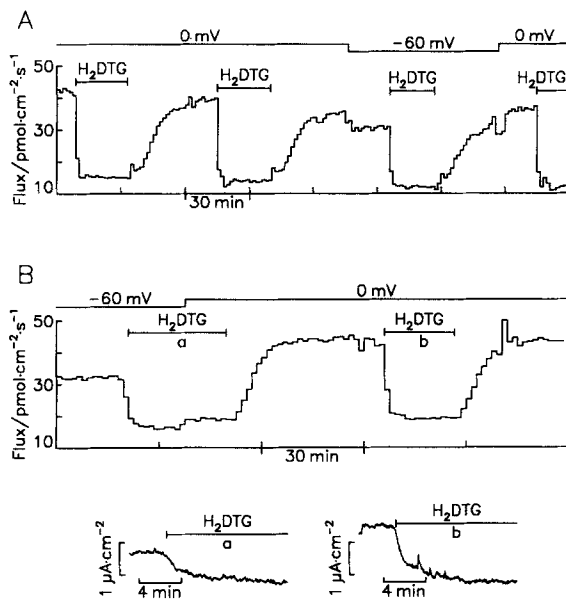 A
0 mV
−60 mV
0 mV
H₂DTG
H₂DTG
H₂DTG
H₂DTG
50
30
10
Flux/pmol·cm⁻²·s⁻¹
30 min
B
−60 mV
0 mV
H₂DTG
a
H₂DTG
b
50
30
10
Flux/pmol·cm⁻²·s⁻¹
30 min
1 μA·cm⁻²
H₂DTG
a
4 min
1 μA·cm⁻²
H₂DTG
b
4 min